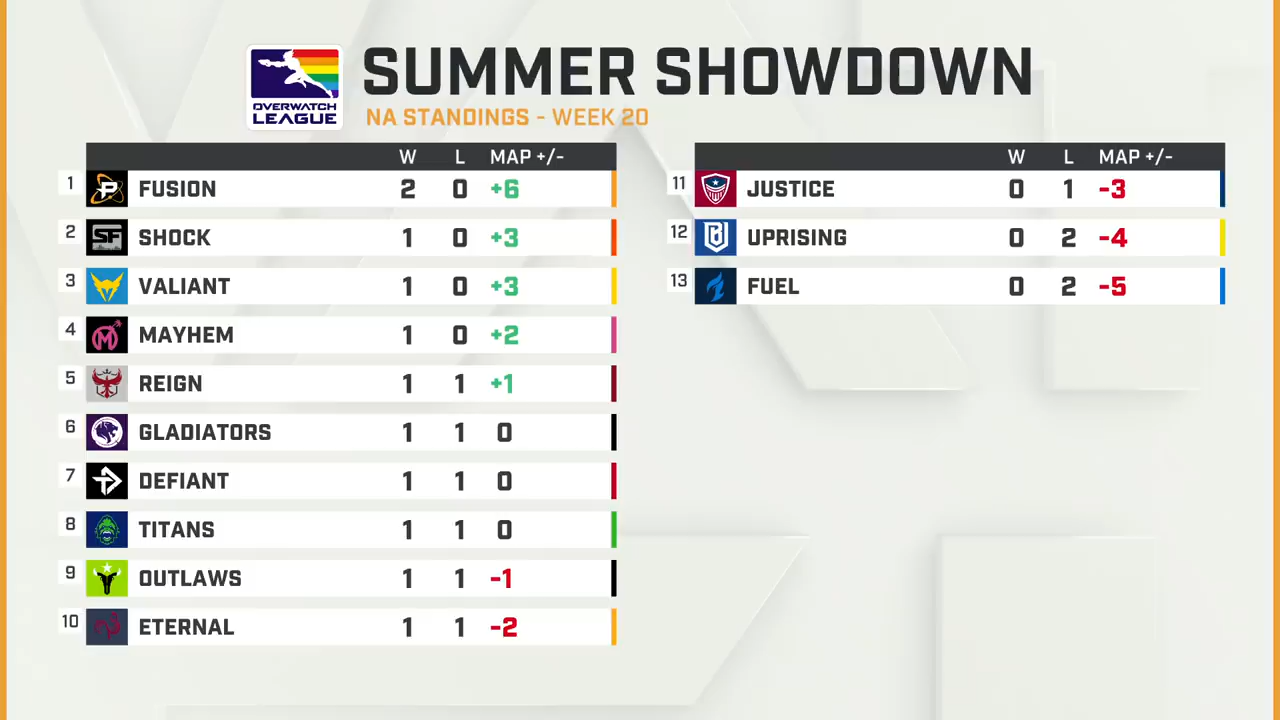 OVERWATCH
LEAGUE
SUMMER SHOWDOWN
NA STANDINGS - WEEK 20
W L MAP +/-
1 FUSION 2 0 +6
2 SF SHOCK 1 0 +3
3 VALIANT 1 0 +3
4 MAYHEM 1 0 +2
5 REIGN 1 1 +1
6 GLADIATORS 1 1 0
7 DEFIANT 1 1 0
8 TITANS 1 1 0
9 OUTLAWS 1 1 -1
10 ETERNAL 1 1 -2
W L MAP +/-
11 JUSTICE 0 1 -3
12 UPRISING 0 2 -4
13 FUEL 0 2 -5